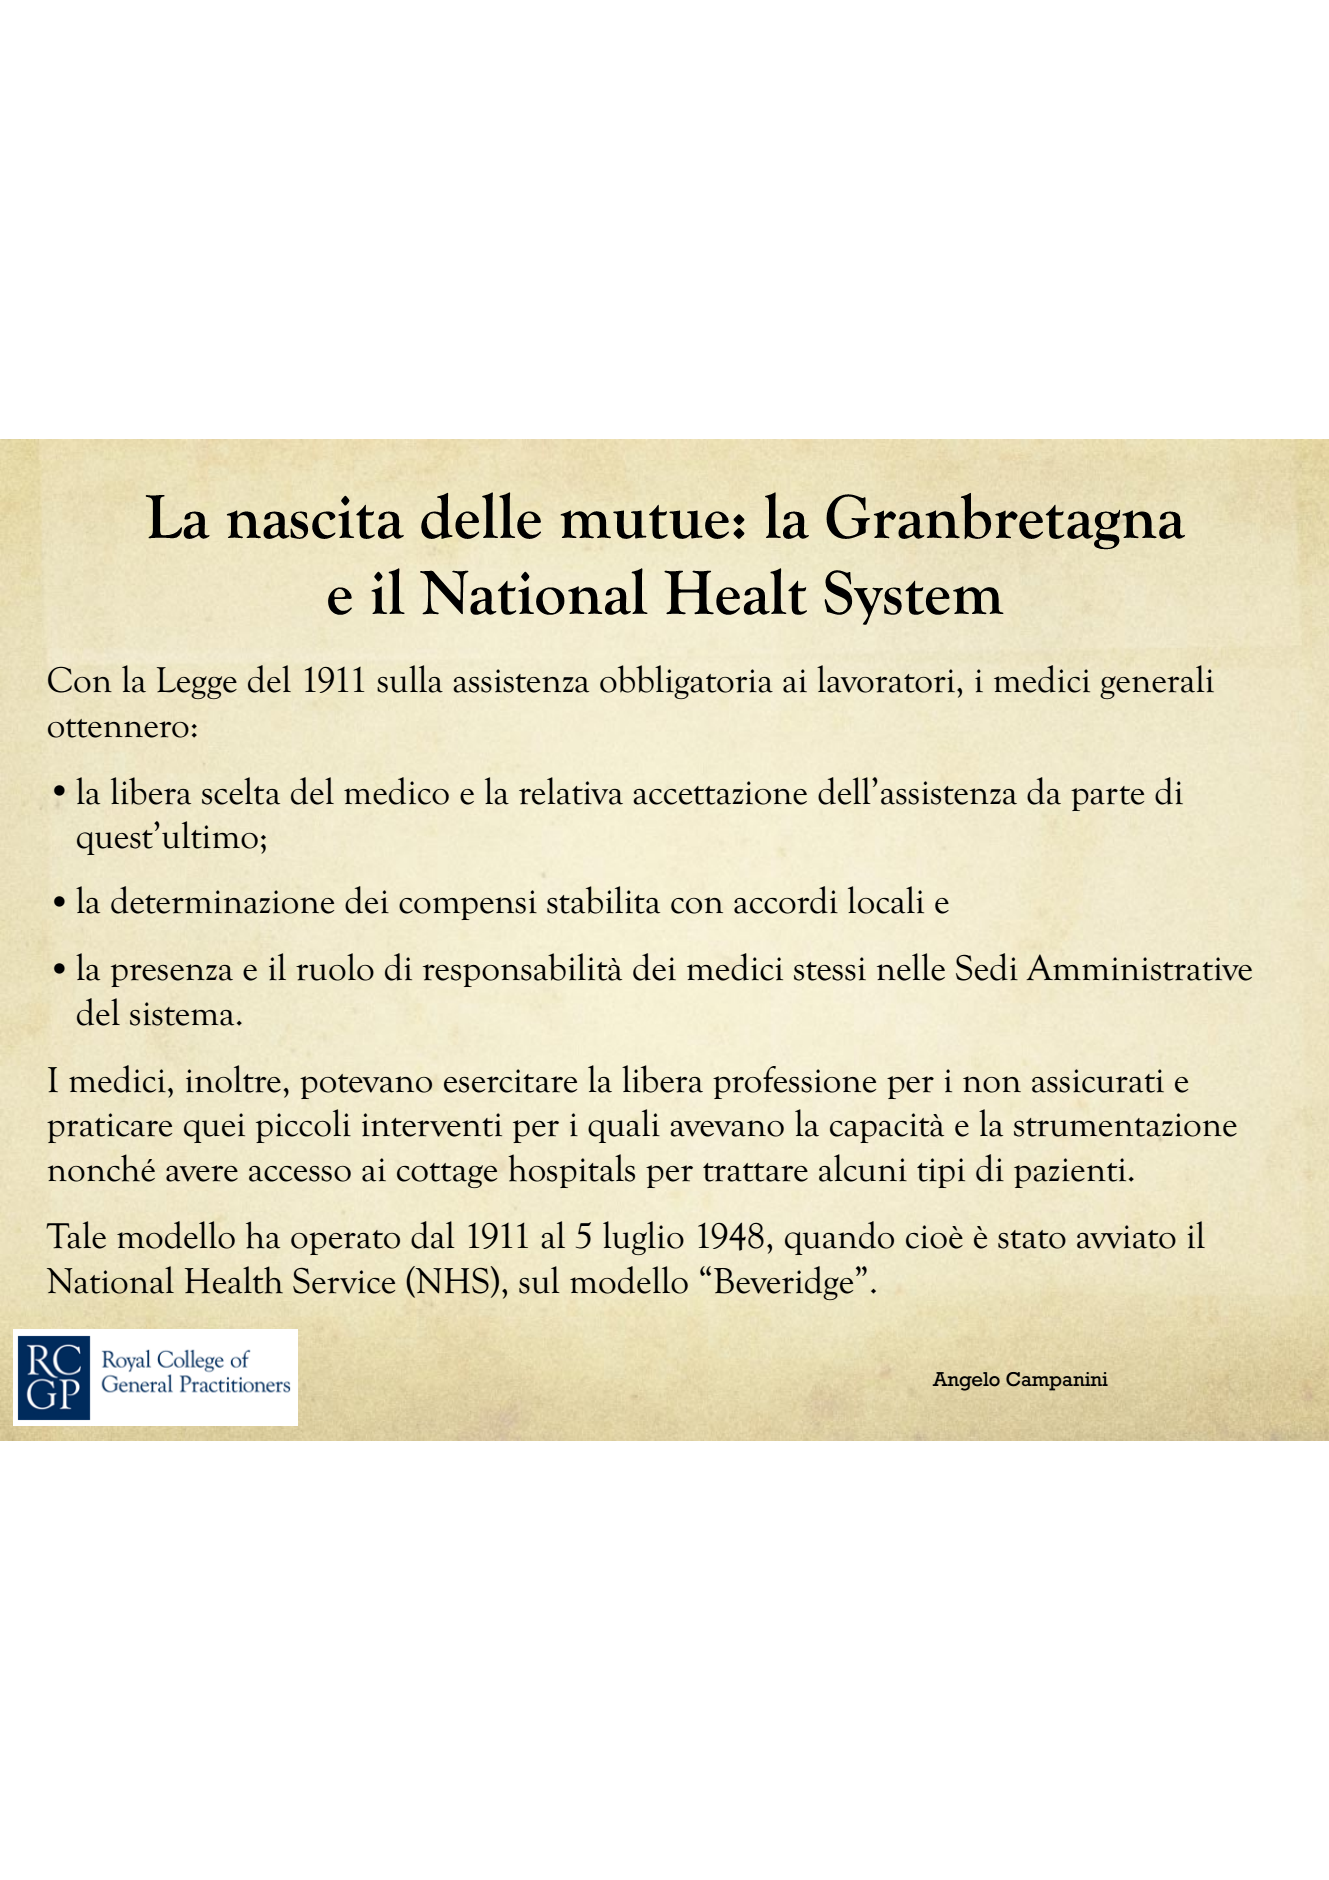 La nascita delle mutue: la Granbretagna
e il National Healt System
Con la Legge del 1911 sulla assistenza obbligatoria ai lavoratori, i medici generali
ottennero:
• la libera scelta del medico e la relativa accettazione dell’assistenza da parte di
quest’ultimo;
• la determinazione dei compensi stabilita con accordi locali e
• la presenza e il ruolo di responsabilità dei medici stessi nelle Sedi Amministrative
del sistema.
I medici, inoltre, potevano esercitare la libera professione per i non assicurati e
praticare quei piccoli interventi per i quali avevano la capacità e la strumentazione
nonché avere accesso ai cottage hospitals per trattare alcuni tipi di pazienti.
Tale modello ha operato dal 1911 al 5 luglio 1948, quando cioè è stato avviato il
National Health Service (NHS), sul modello “Beveridge”.
RC
GP
Royal College of
General Practitioners
Angelo Campanini